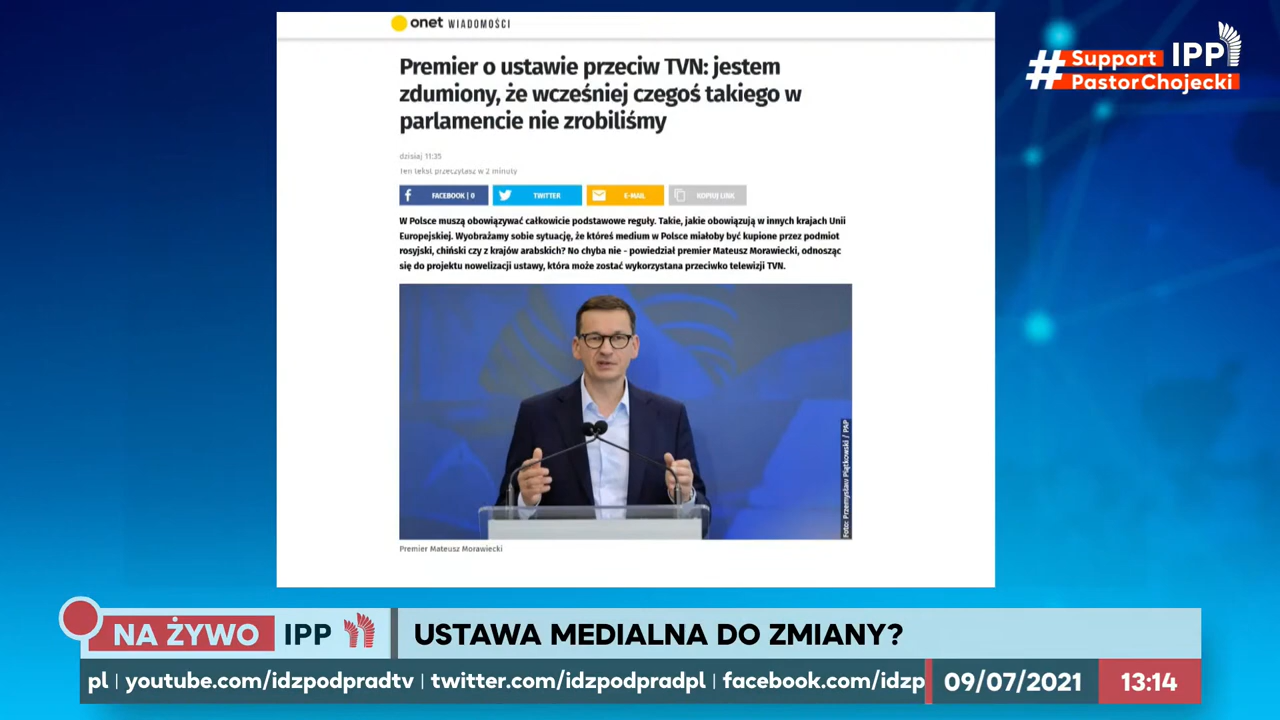 onet WIADOMOŚCI
Premier o ustawie przeciw TVN: jestem
zdumiony, że wcześniej czegoś takiego w
parlamencie nie zrobiliśmy
dzisiaj 11:35
Ten tekst przeczytasz w 2 minuty
FACEBOOK | 0
TWITTER
E-MAIL
KOPIUJ LINK
W Polsce muszą obowiązywać całkowicie podstawowe reguły. Takie, jakie obowiązują w innych krajach Unii
Europejskiej. Wyobrażamy sobie sytuację, że któreś medium w Polsce miałoby być kupione przez podmiot
rosyjski, chiński czy z krajów arabskich? No chyba nie - powiedział premier Mateusz Morawiecki, odnosząc
się do projektu nowelizacji ustawy, która może zostać wykorzystana przeciwko telewizji TVN.
Foto: Przemysław Piątkowski / PAP
Premier Mateusz Morawiecki
#Support IPP
PastorChojecki
NA ŻYWO IPP
USTAWA MEDIALNA DO ZMIANY?
pl | youtube.com/idzpodpradtv | twitter.com/idzpodpradpl | facebook.com/idzp
09/07/2021
13:14